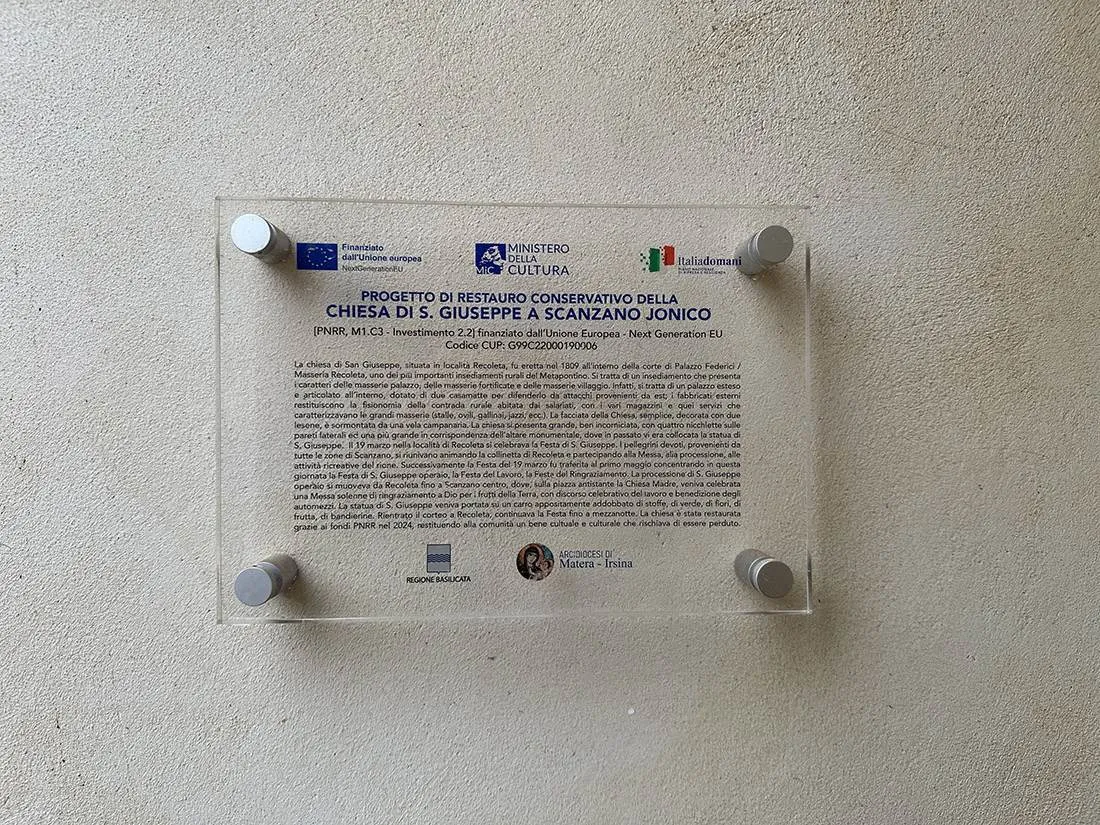 Finanziato
dall'Unione europea
NextGenerationEU
MiC
MINISTERO
DELLA
CULTURA
Italiadomani
PIANO NAZIONALE
DI RIPRESA E RESILIENZA
PROGETTO DI RESTAURO CONSERVATIVO DELLA
CHIESA DI S. GIUSEPPE A SCANZANO JONICO
[PNRR, M1.C3 - Investimento 2.2] finanziato dall'Unione Europea - Next Generation EU
Codice CUP: G99C22000190006
La chiesa di San Giuseppe, situata in località Recoleta, fu eretta nel 1809 all'interno della corte di Palazzo Federici /
Masseria Recoleta, uno dei più importanti insediamenti rurali del Metapontino. Si tratta di un insediamento che presenta
i caratteri delle masserie palazzo, delle masserie fortificate e delle masserie villaggio. Infatti, si tratta di un palazzo esteso
e articolato all'interno, dotato di due casamatte per difenderlo da attacchi provenienti da est; i fabbricati esterni
restituiscono la fisionomia della contrada rurale abitata dai salariati, con i vari magazzini e quei servizi che
caratterizzavano le grandi masserie (stalle, ovili, gallinai, jazzi, ecc.). La facciata della Chiesa, semplice, decorata con due
lesene, è sormontata da una vela campanaria. La chiesa si presenta grande, ben incorniciata, con quattro nicchiette sulle
pareti laterali ed una più grande in corrispondenza dell'altare monumentale, dove in passato vi era collocata la statua di
S. Giuseppe. Il 19 marzo nella località di Recoleta si celebrava la Festa di S. Giuseppe. I pellegrini devoti, provenienti da
tutte le zone di Scanzano, si riunivano animando la collinetta di Recoleta e partecipando alla Messa, alla processione, alle
attività ricreative del rione. Successivamente la Festa del 19 marzo fu traferita al primo maggio concentrando in questa
giornata la Festa di S. Giuseppe operaio, la Festa del Lavoro, la Festa del Ringraziamento. La processione di S. Giuseppe
operaio si muoveva da Recoleta fino a Scanzano centro, dove, sulla piazza antistante la Chiesa Madre, veniva celebrata
una Messa solenne di ringraziamento a Dio per i frutti della Terra, con discorso celebrativo del lavoro e benedizione degli
automezzi. La statua di S. Giuseppe veniva portata su un carro appositamente addobbato di stoffe, di verde, di fiori, di
frutta, di bandierine. Rientrato il corteo a Recoleta, continuava la Festa fino a mezzanotte. La chiesa è stata restaurata
grazie ai fondi PNRR nel 2024, restituendo alla comunità un bene cultuale e culturale che rischiava di essere perduto.
REGIONE BASILICATA
ARCIDIOCESI DI
Matera - Irsina